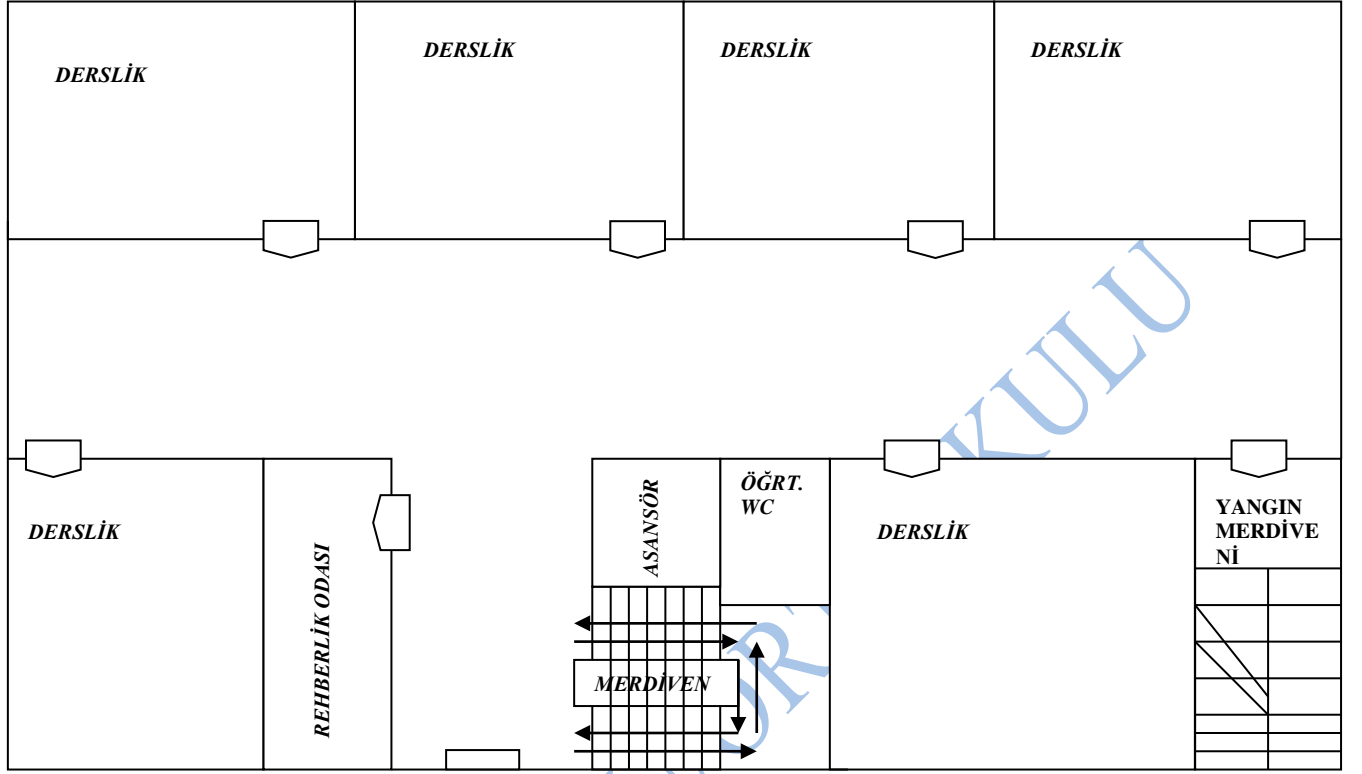 DERSLİK
DERSLİK
DERSLİK
DERSLİK
DERSLİK
REHBERLİK ODASI
ASANSÖR
ÖĞRT.
WC
MERDİVEN
DERSLİK
YANGIN
MERDİVE
Nİ